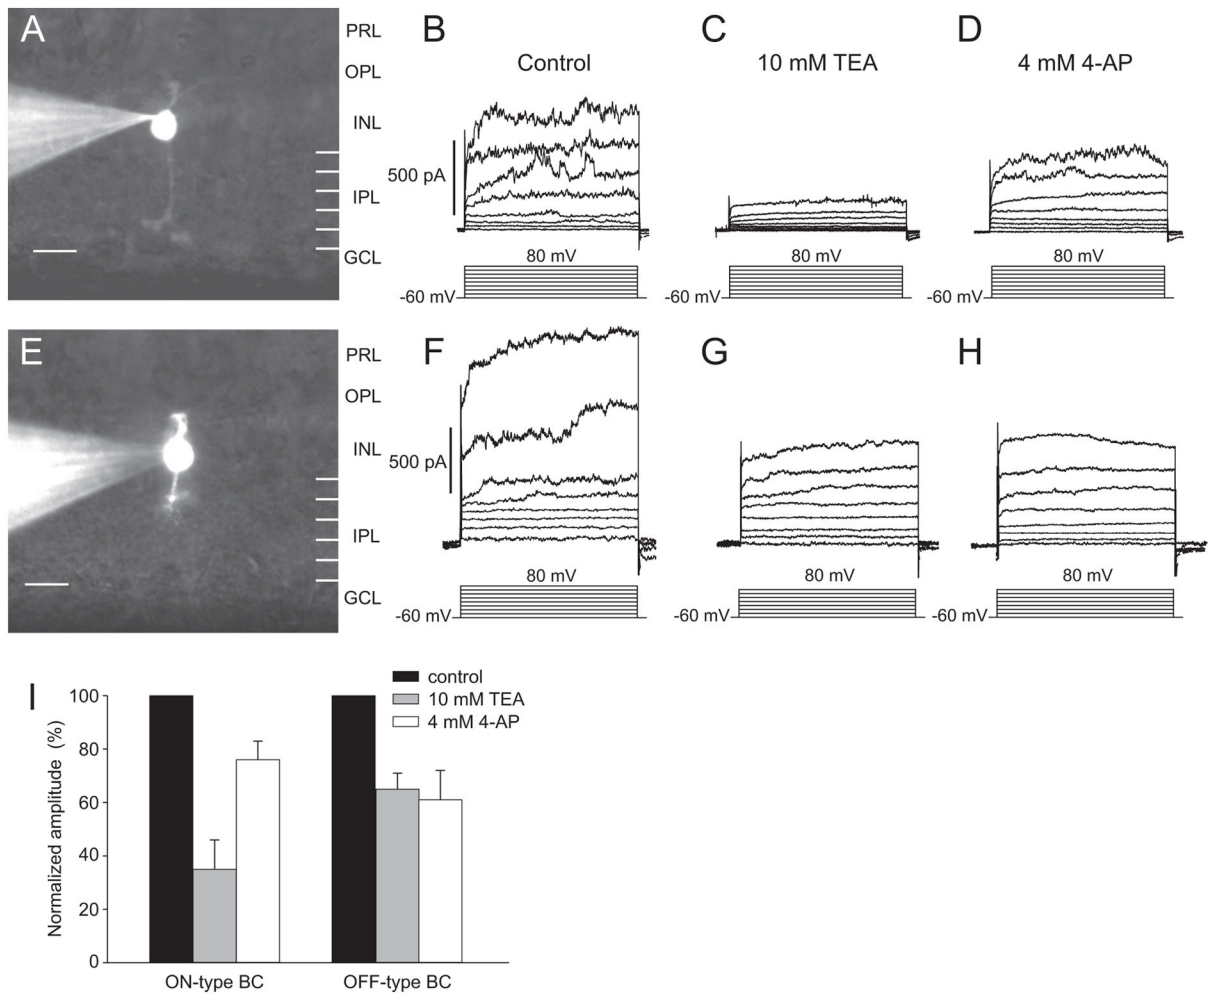 A
PRL
OPL
INL
IPL
GCL
B
Control
500 pA
80 mV
-60 mV
C
10 mM TEA
80 mV
-60 mV
D
4 mM 4-AP
80 mV
-60 mV
E
PRL
OPL
INL
IPL
GCL
F
500 pA
80 mV
-60 mV
G
80 mV
-60 mV
H
80 mV
-60 mV
I
control
10 mM TEA
4 mM 4-AP
Normalized amplitude (%)
100
80
60
40
20
0
ON-type BC
OFF-type BC